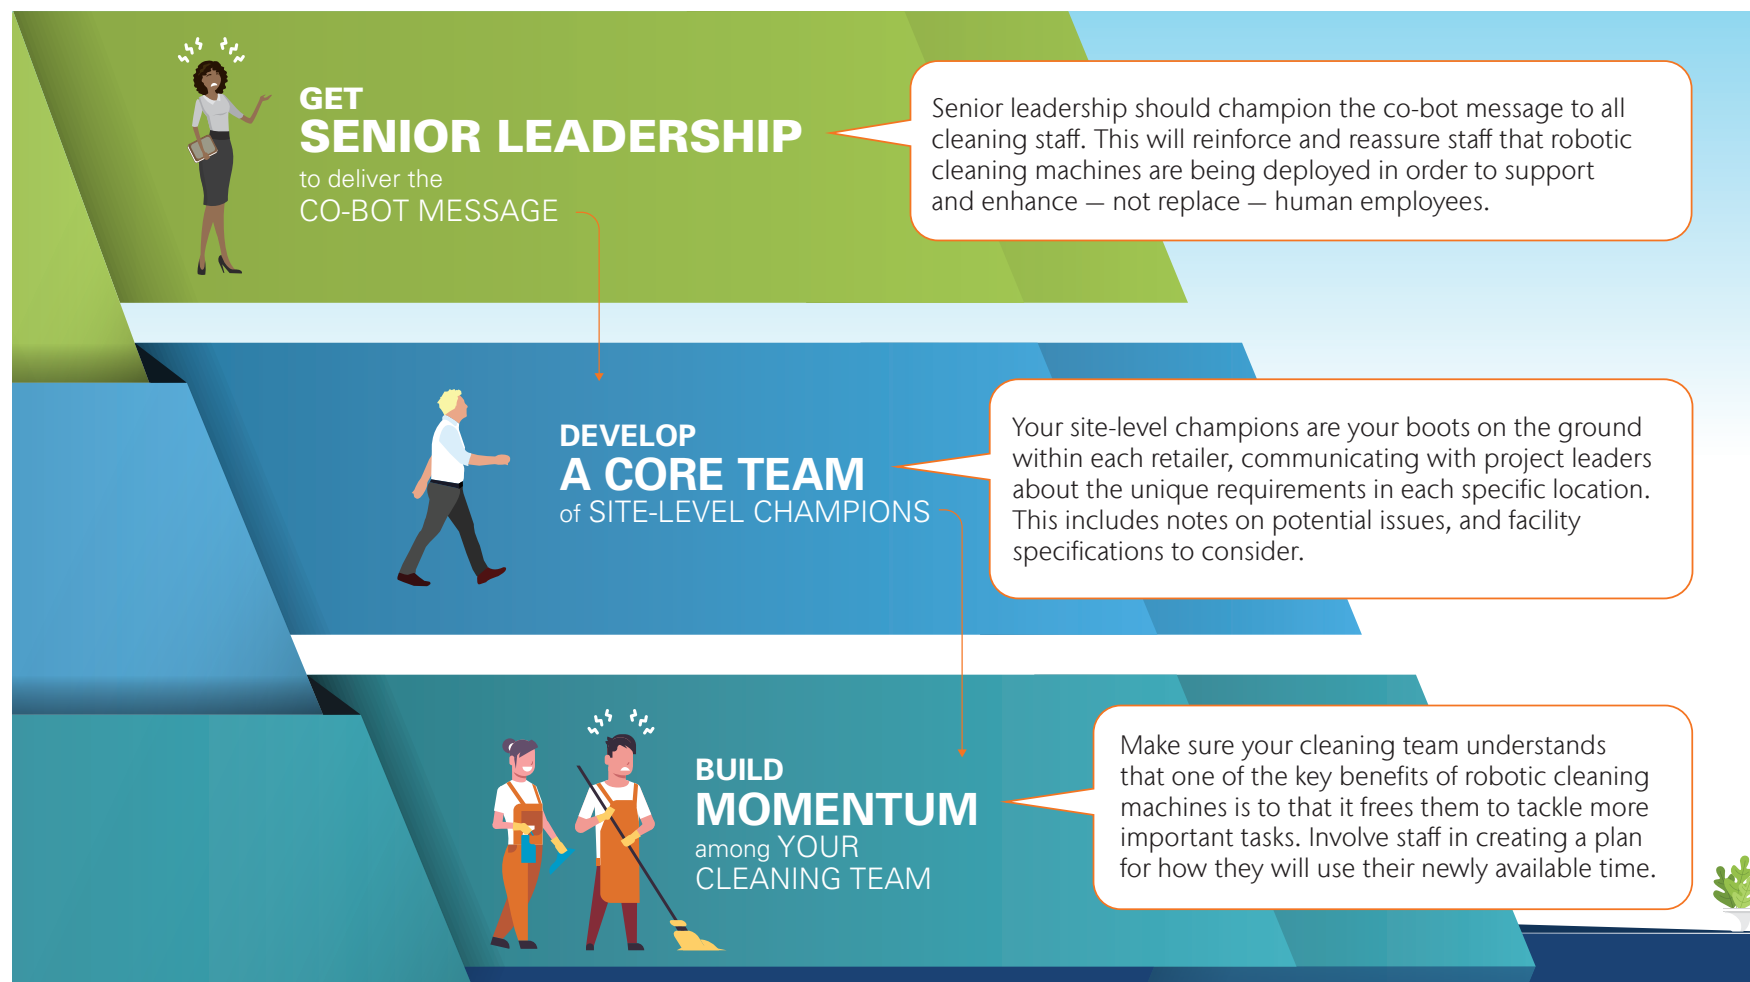 GET
SENIOR LEADERSHIP
to deliver the
CO-BOT MESSAGE
Senior leadership should champion the co-bot message to all
cleaning staff. This will reinforce and reassure staff that robotic
cleaning machines are being deployed in order to support
and enhance — not replace — human employees.
DEVELOP
A CORE TEAM
of SITE-LEVEL CHAMPIONS
Your site-level champions are your boots on the ground
within each retailer, communicating with project leaders
about the unique requirements in each specific location.
This includes notes on potential issues, and facility
specifications to consider.
BUILD
MOMENTUM
among YOUR
CLEANING TEAM
Make sure your cleaning team understands
that one of the key benefits of robotic cleaning
machines is to that it frees them to tackle more
important tasks. Involve staff in creating a plan
for how they will use their newly available time.